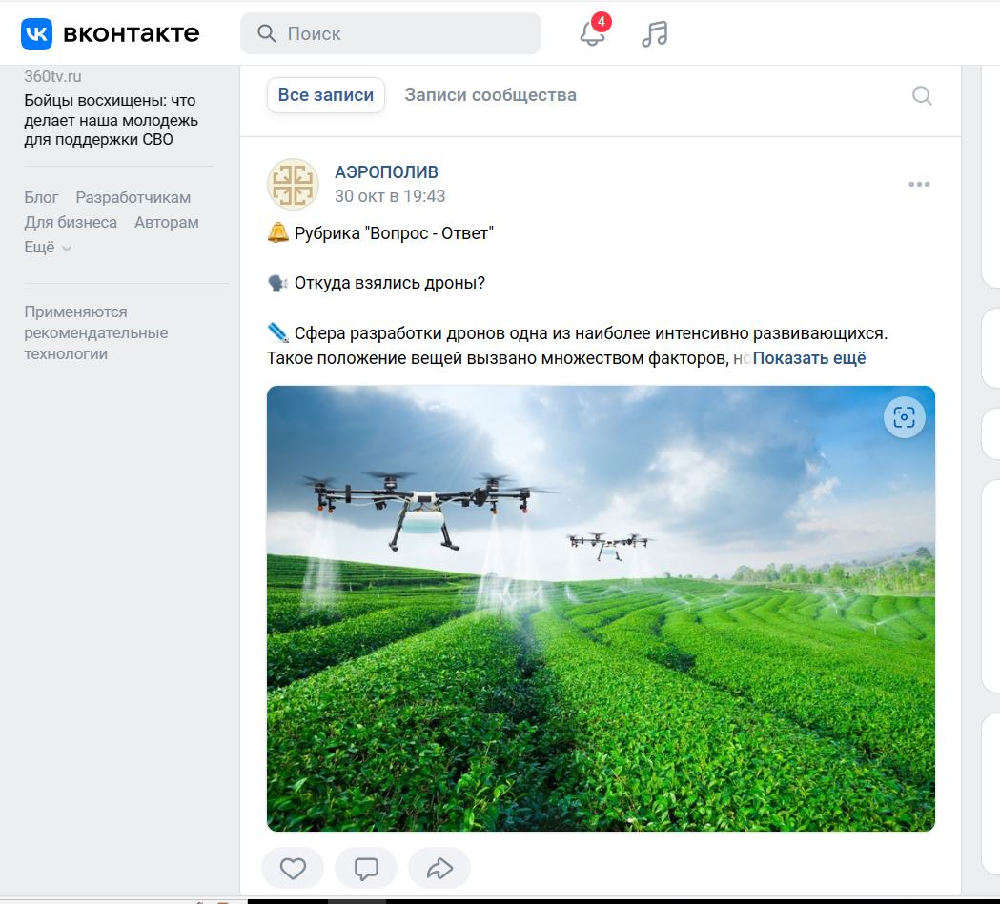 вконтакте
Поиск
4
360tv.ru
Бойцы восхищены: что
делает наша молодежь
для поддержки СВО
Блог Разработчикам
Для бизнеса Авторам
Ещё
Применяются
рекомендательные
технологии
Все записи Записи сообщества
АЭРОПОЛИВ
30 окт в 19:43
Рубрика "Вопрос - Ответ"
Откуда взялись дроны?
Сфера разработки дронов одна из наиболее интенсивно развивающихся.
Такое положение вещей вызвано множеством факторов, но Показать ещё